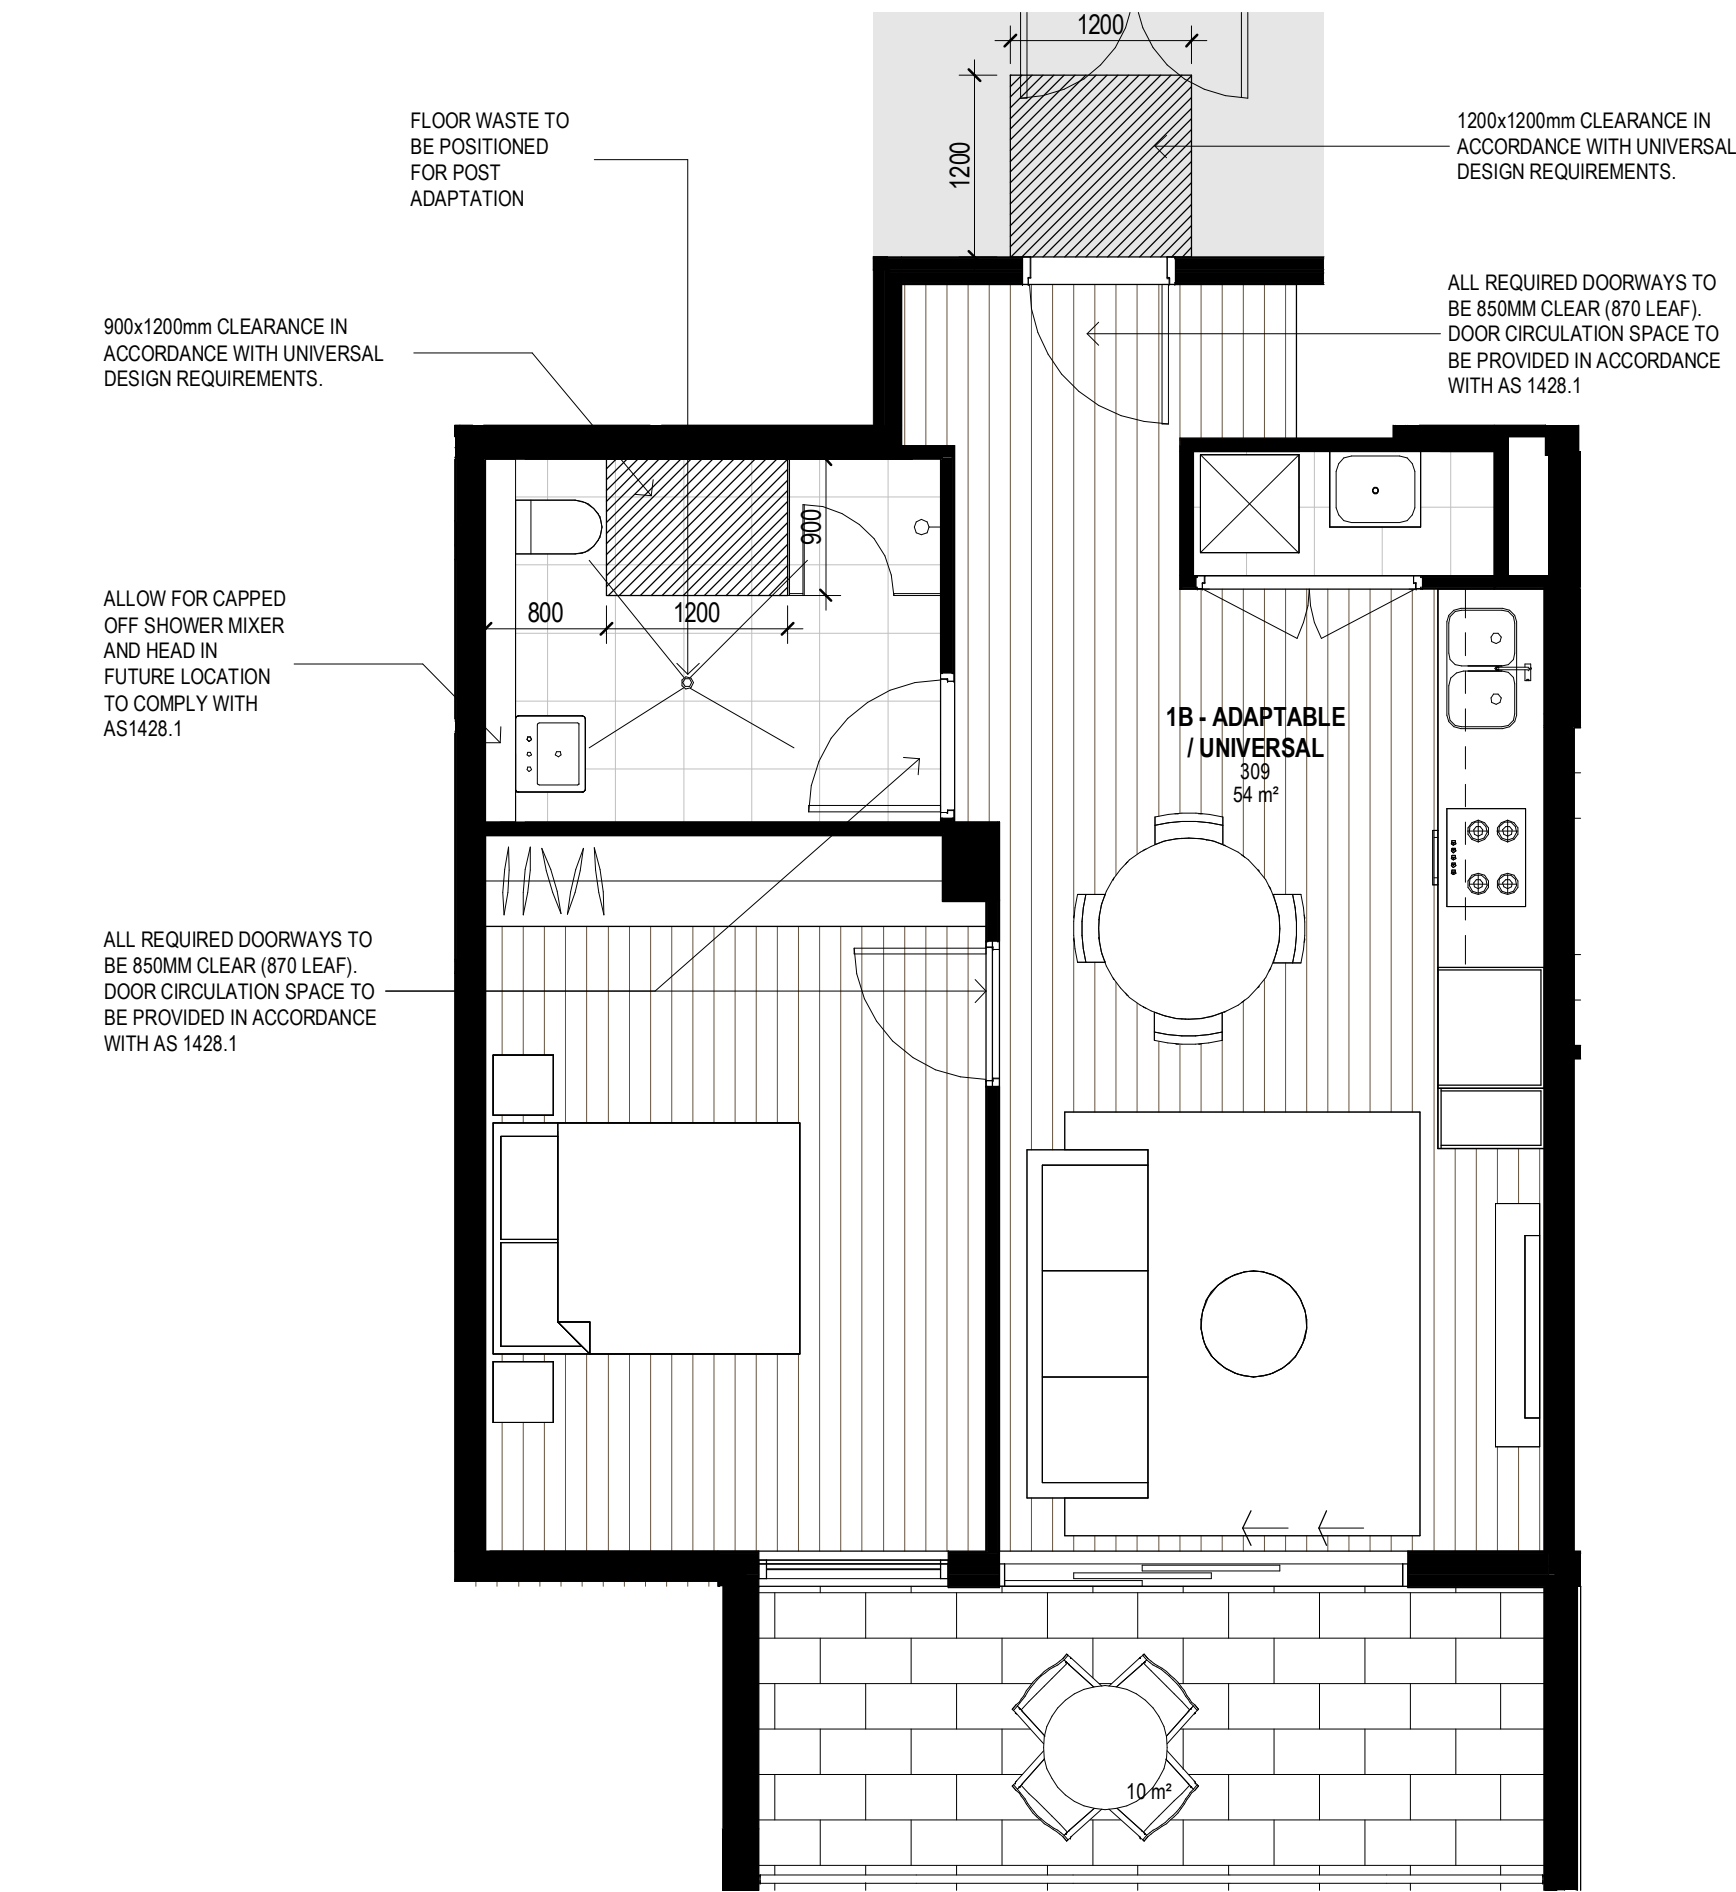 1200
1200
FLOOR WASTE TO
BE POSITIONED
FOR POST
ADAPTATION
1200x1200mm CLEARANCE IN
ACCORDANCE WITH UNIVERSAL
DESIGN REQUIREMENTS.
ALL REQUIRED DOORWAYS TO
BE 850MM CLEAR (870 LEAF).
DOOR CIRCULATION SPACE TO
BE PROVIDED IN ACCORDANCE
WITH AS 1428.1
900x1200mm CLEARANCE IN
ACCORDANCE WITH UNIVERSAL
DESIGN REQUIREMENTS.
900
800
1200
ALLOW FOR CAPPED
OFF SHOWER MIXER
AND HEAD IN
FUTURE LOCATION
TO COMPLY WITH
AS1428.1
1B - ADAPTABLE
/ UNIVERSAL
309
54 m²
ALL REQUIRED DOORWAYS TO
BE 850MM CLEAR (870 LEAF).
DOOR CIRCULATION SPACE TO
BE PROVIDED IN ACCORDANCE
WITH AS 1428.1
10 m²